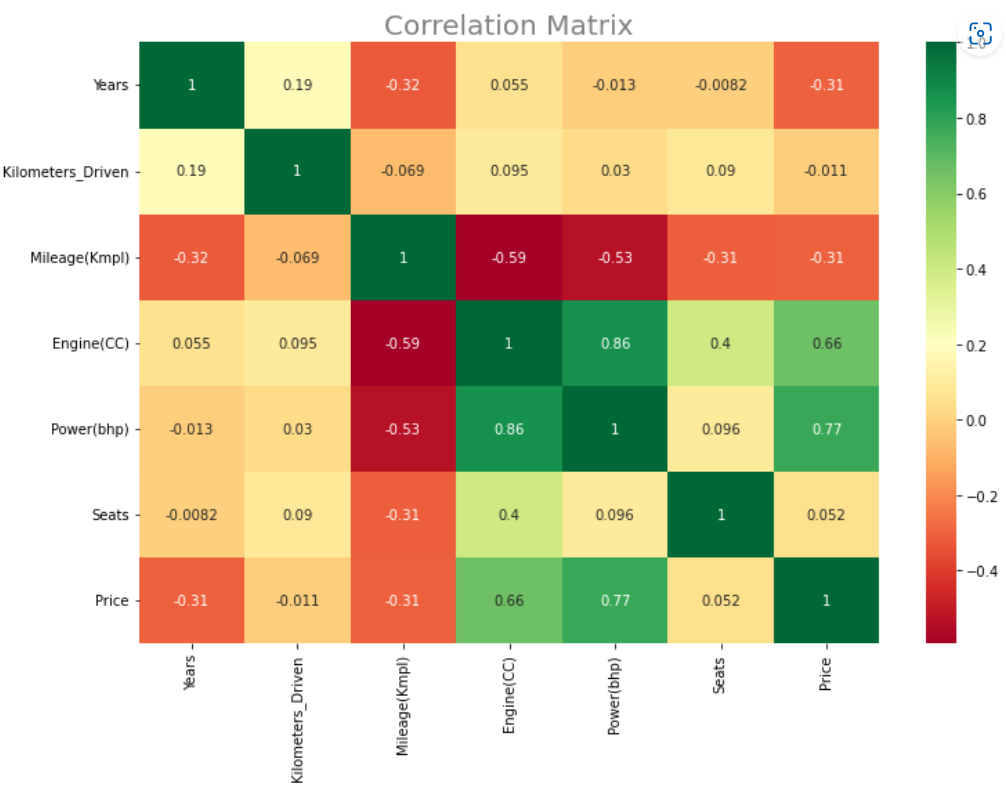 Correlation Matrix
Years 1 0.19 -0.32 0.055 -0.013 -0.0082 -0.31
Kilometers_Driven 0.19 1 -0.069 0.095 0.03 0.09 -0.011
Mileage(Kmpl) -0.32 -0.069 1 -0.59 -0.53 -0.31 -0.31
Engine(CC) 0.055 0.095 -0.59 1 0.86 0.4 0.66
Power(bhp) -0.013 0.03 -0.53 0.86 1 0.096 0.77
Seats -0.0082 0.09 -0.31 0.4 0.096 1 0.052
Price -0.31 -0.011 -0.31 0.66 0.77 0.052 1
Years Kilometers_Driven Mileage(Kmpl) Engine(CC) Power(bhp) Seats Price
0.8
0.6
0.4
0.2
0.0
−0.2
−0.4